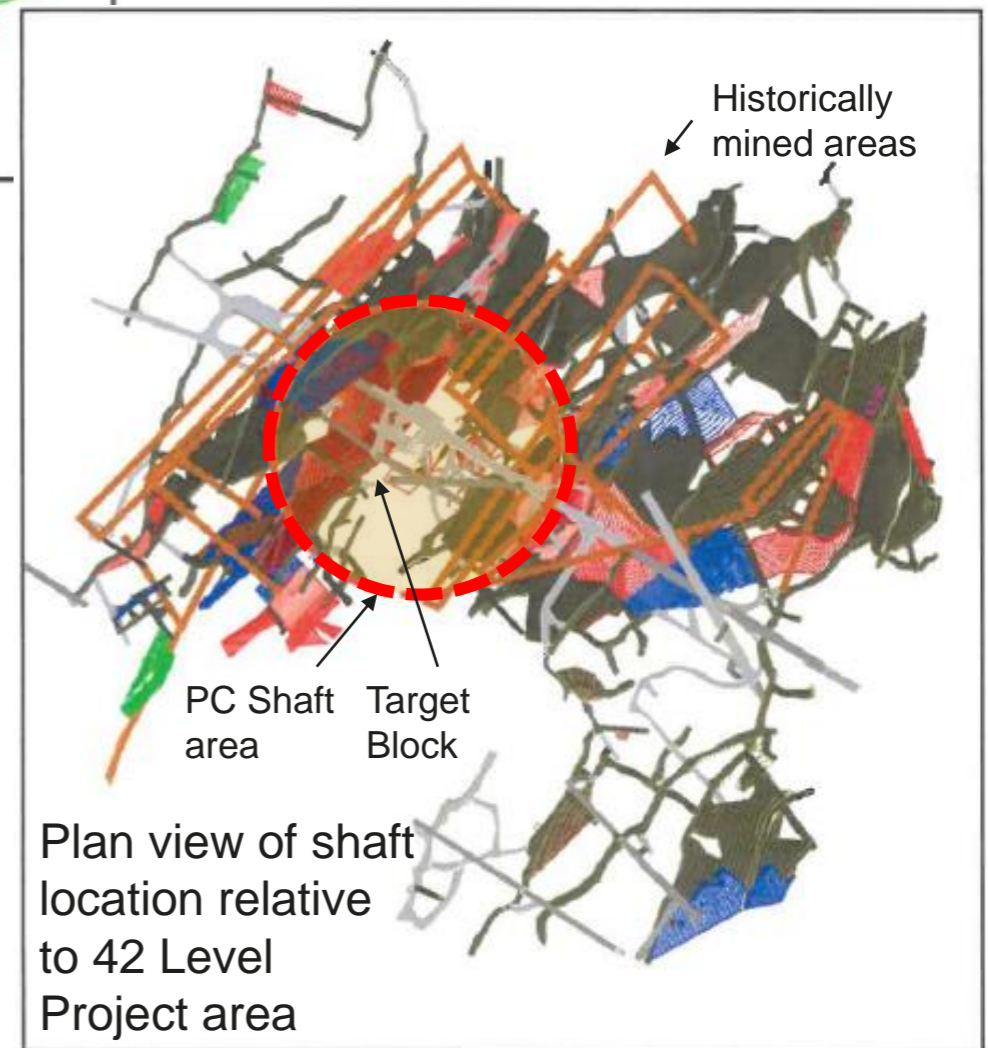 Historically
mined areas
PC Shaft
area
Target
Block
Plan view of shaft
location relative
to 42 Level
Project area